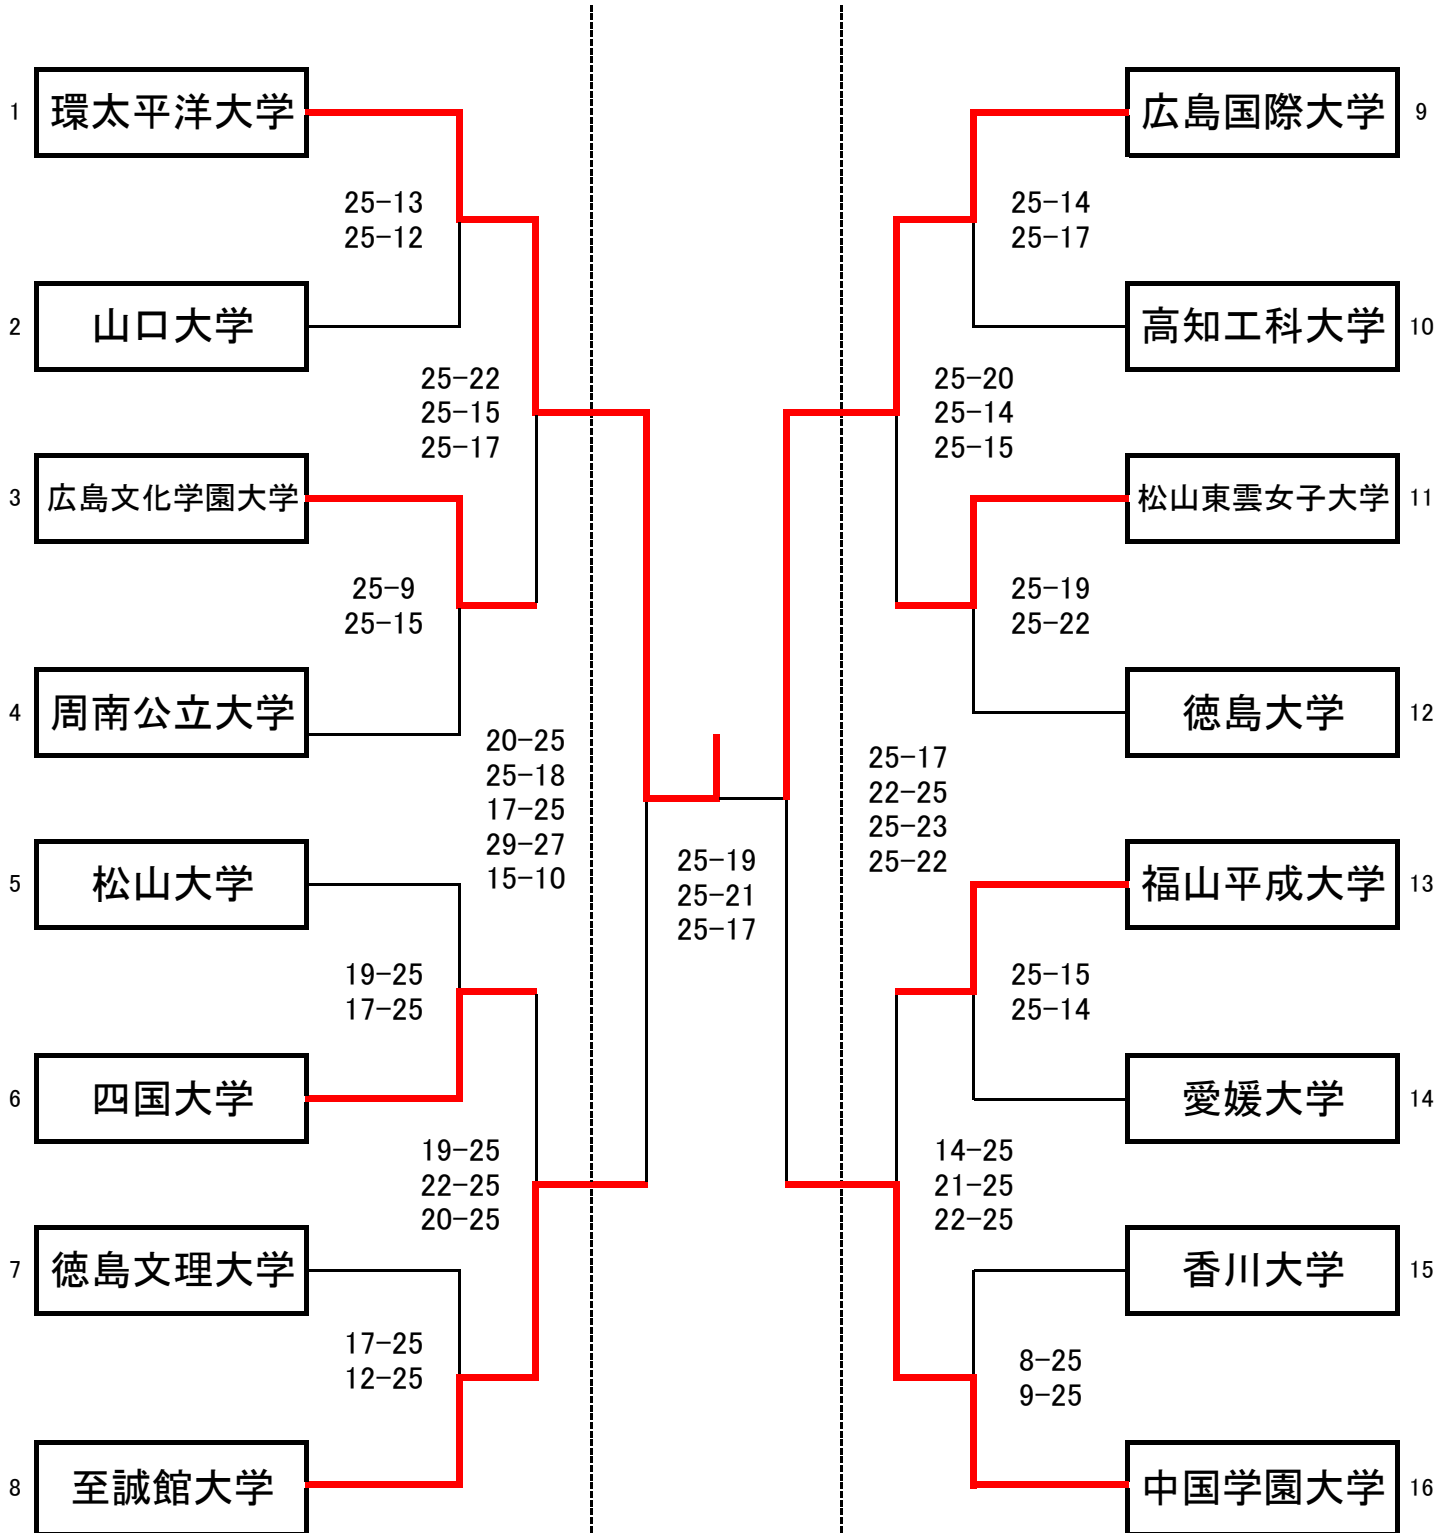 1 環太平洋大学
25-13
25-12
2 山口大学
25-22
25-15
25-17
3 広島文化学園大学
25-9
25-15
4 周南公立大学
20-25
25-18
17-25
29-27
15-10
5 松山大学
19-25
17-25
6 四国大学
19-25
22-25
20-25
7 徳島文理大学
17-25
12-25
8 至誠館大学
25-19
25-21
25-17
広島国際大学 9
25-14
25-17
高知工科大学 10
25-20
25-14
25-15
松山東雲女子大学 11
25-19
25-22
徳島大学 12
25-17
22-25
25-23
25-22
福山平成大学 13
25-15
25-14
愛媛大学 14
14-25
21-25
22-25
香川大学 15
8-25
9-25
中国学園大学 16